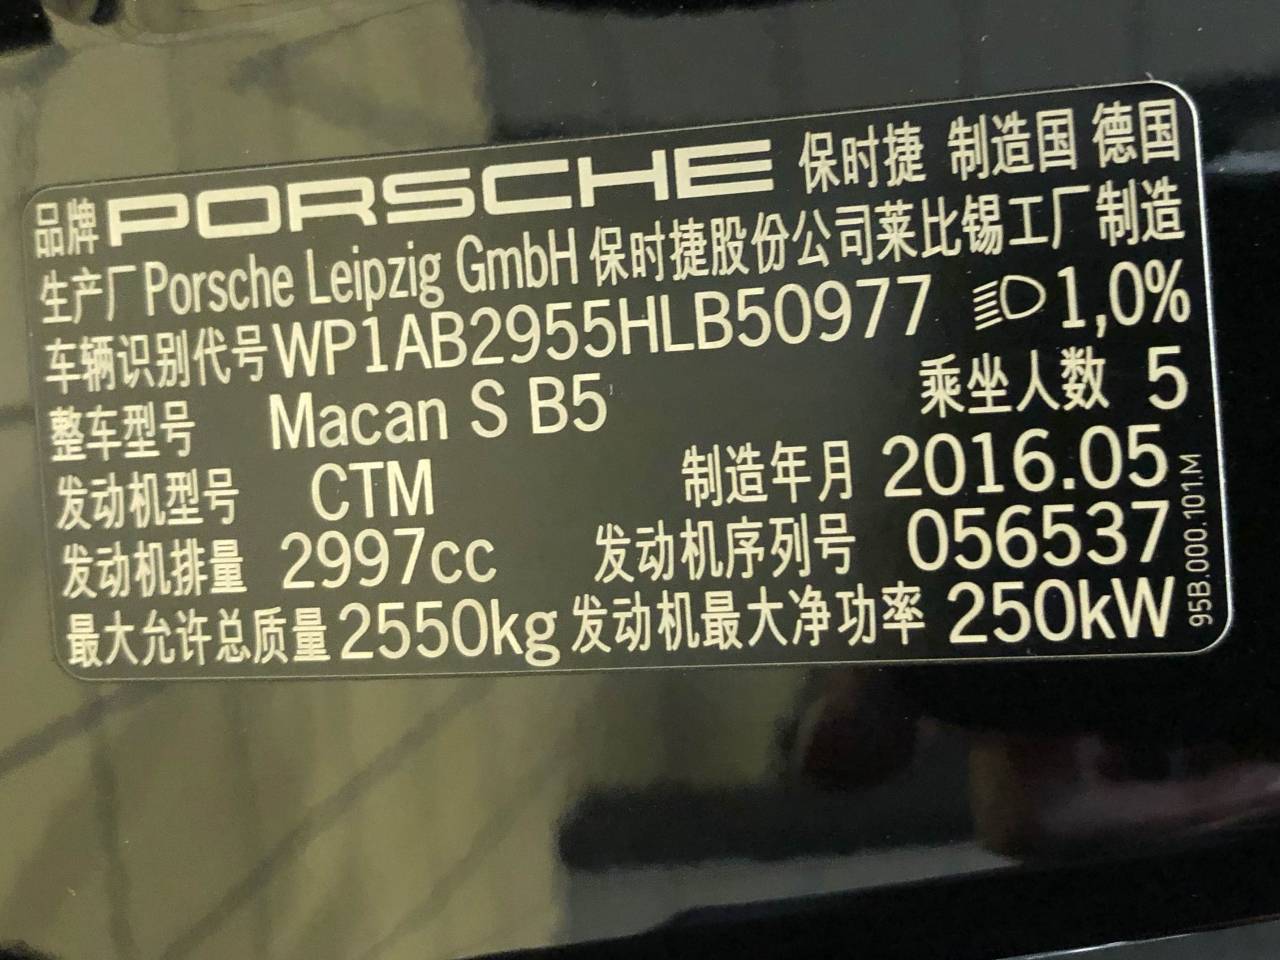 品牌 PORSCHE 保时捷 制造国 德国
生产厂 Porsche Leipzig GmbH 保时捷股份公司莱比锡工厂 制造
车辆识别代号 WP1AB2955HLB50977 1,0%
整车型号 Macan S B5 乘坐人数 5
发动机型号 CTM 制造年月 2016.05
发动机排量 2997cc 发动机序列号 056537
最大允许总质量 2550kg 发动机最大净功率 250kW
95B.000.101.M